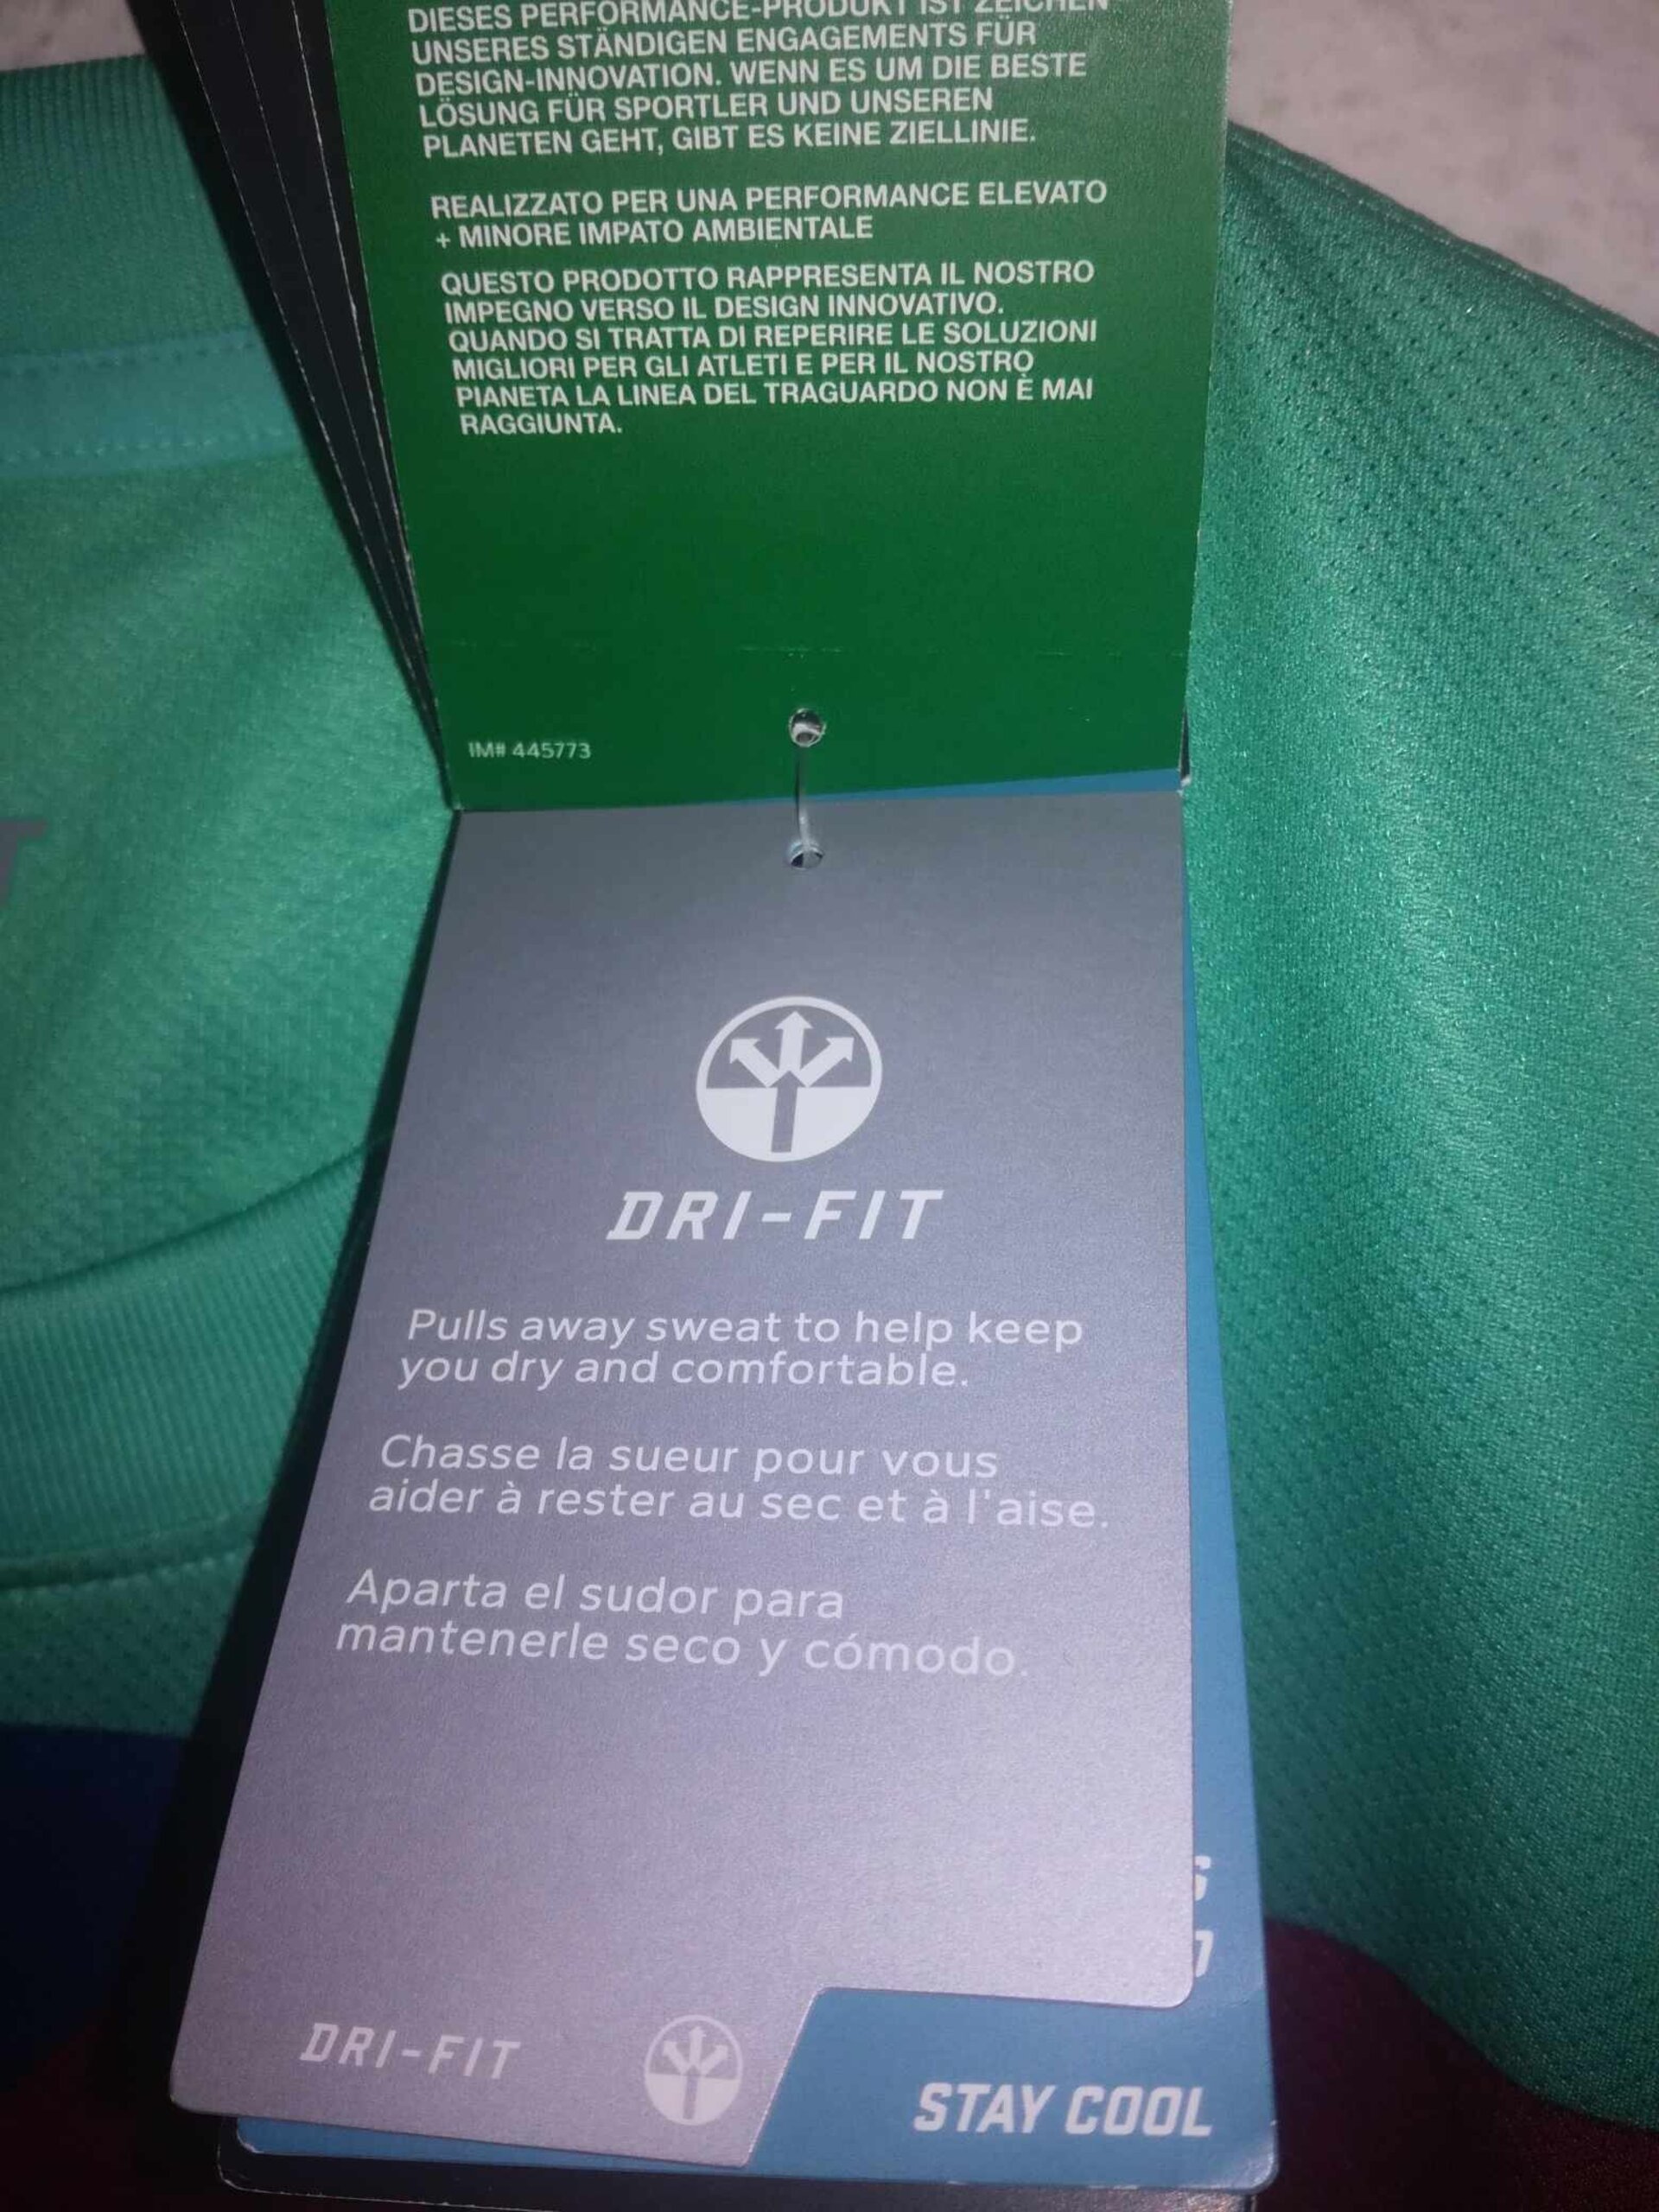 DIESES PERFORMANCE-PRODUKT IST ZEICHEN
UNSERES STÄNDIGEN ENGAGEMENTS FÜR
DESIGN-INNOVATION. WENN ES UM DIE BESTE
LÖSUNG FÜR SPORTLER UND UNSEREN
PLANETEN GEHT, GIBT ES KEINE ZIELLINIE.
REALIZZATO PER UNA PERFORMANCE ELEVATO
+ MINORE IMPATO AMBIENTALE
QUESTO PRODOTTO RAPPRESENTA IL NOSTRO
IMPEGNO VERSO IL DESIGN INNOVATIVO.
QUANDO SI TRATTA DI REPERIRE LE SOLUZIONI
MIGLIORI PER GLI ATLETI E PER IL NOSTRO
PIANETA LA LINEA DEL TRAGUARDO NON È MAI
RAGGIUNTA.
IM# 445773
DRI-FIT
Pulls away sweat to help keep
you dry and comfortable.
Chasse la sueur pour vous
aider à rester au sec et à l'aise.
Aparta el sudor para
mantenerle seco y cómodo.
DRI-FIT
STAY COOL